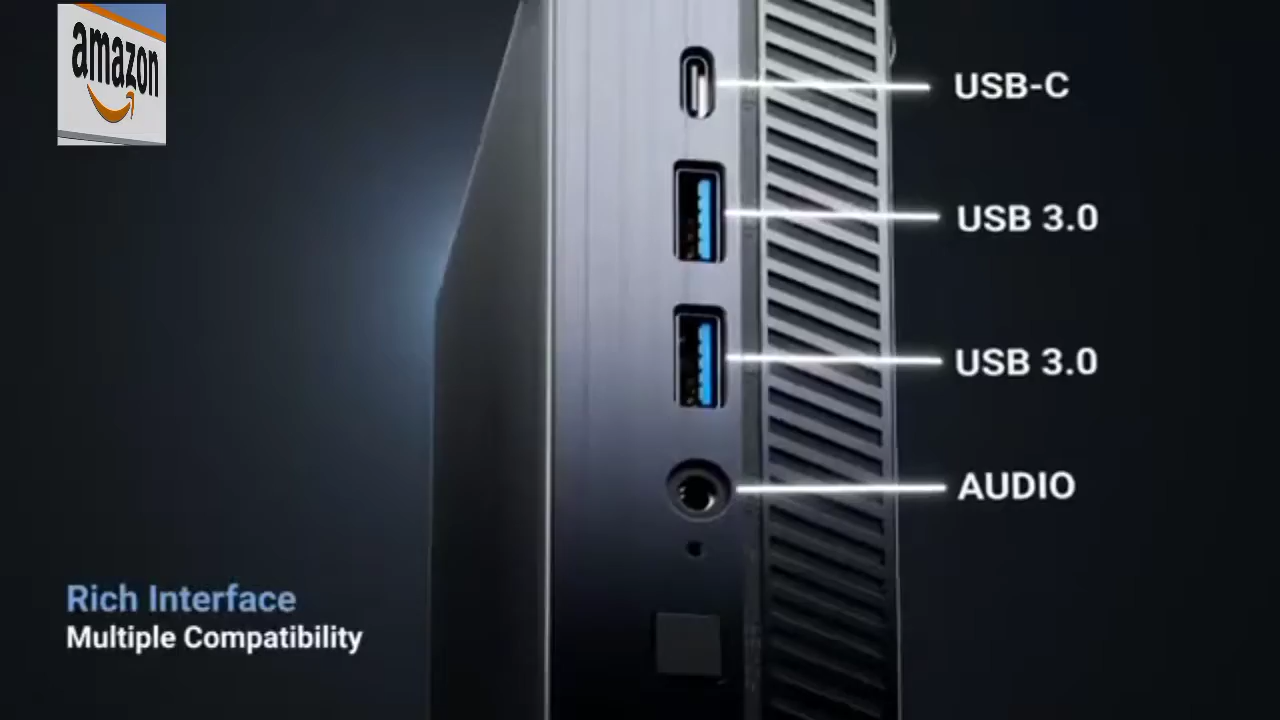 amazon
USB-C
USB 3.0
USB 3.0
AUDIO
Rich Interface
Multiple Compatibility